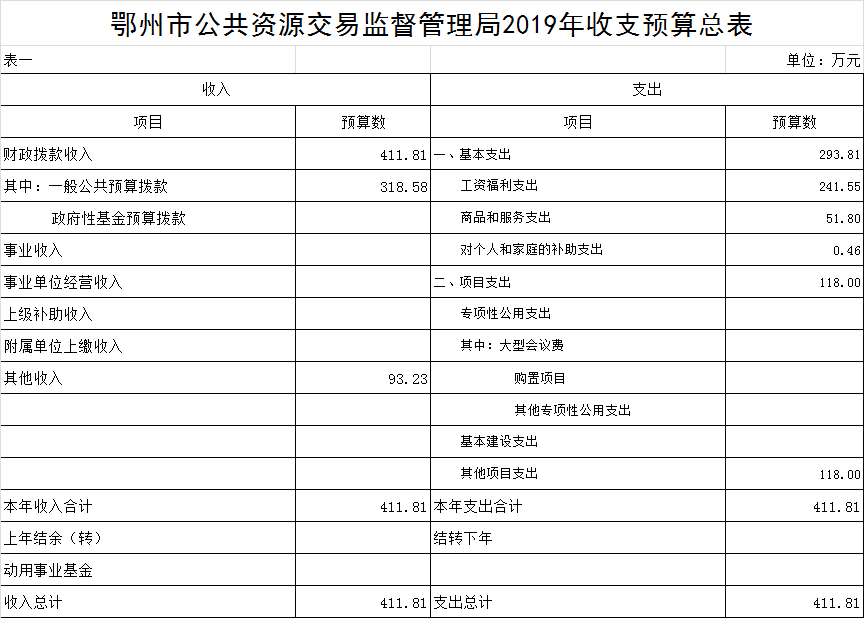 鄂州市公共资源交易监督管理局2019年收支预算总表
表一 单位：万元
收入 支出
项目 预算数 项目 预算数
财政拨款收入 411.81 一、基本支出 293.81
其中：一般公共预算拨款 318.58 工资福利支出 241.55
政府性基金预算拨款 商品和服务支出 51.80
事业收入 对个人和家庭的补助支出 0.46
事业单位经营收入 二、项目支出 118.00
上级补助收入 专项性公用支出
附属单位上缴收入 其中：大型会议费
其他收入 93.23 购置项目
其他专项性公用支出
基本建设支出
其他项目支出 118.00
本年收入合计 411.81 本年支出合计 411.81
上年结余（转） 结转下年
动用事业基金
收入总计 411.81 支出总计 411.81